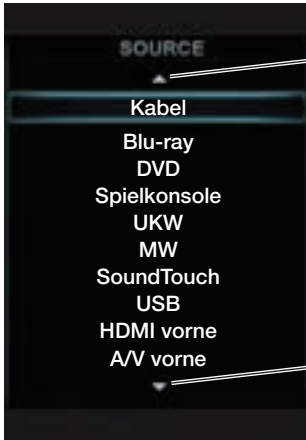 SOURCE
Kabel
Blu-ray
DVD
Spielkonsole
UKW
MW
SoundTouch
USB
HDMI vorne
A/V vorne